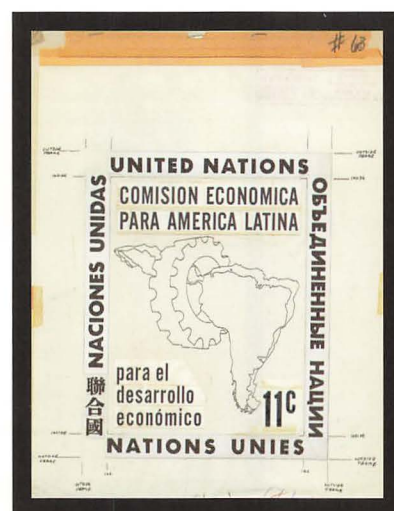 # 63
UNITED NATIONS
COMISION ECONOMICA
PARA AMERICA LATINA
NACIONES UNIDAS
聯合國
ОБЪЕДИНЕННЫЕ НАЦИИ
para el
desarrollo
económico
11c
NATIONS UNIES